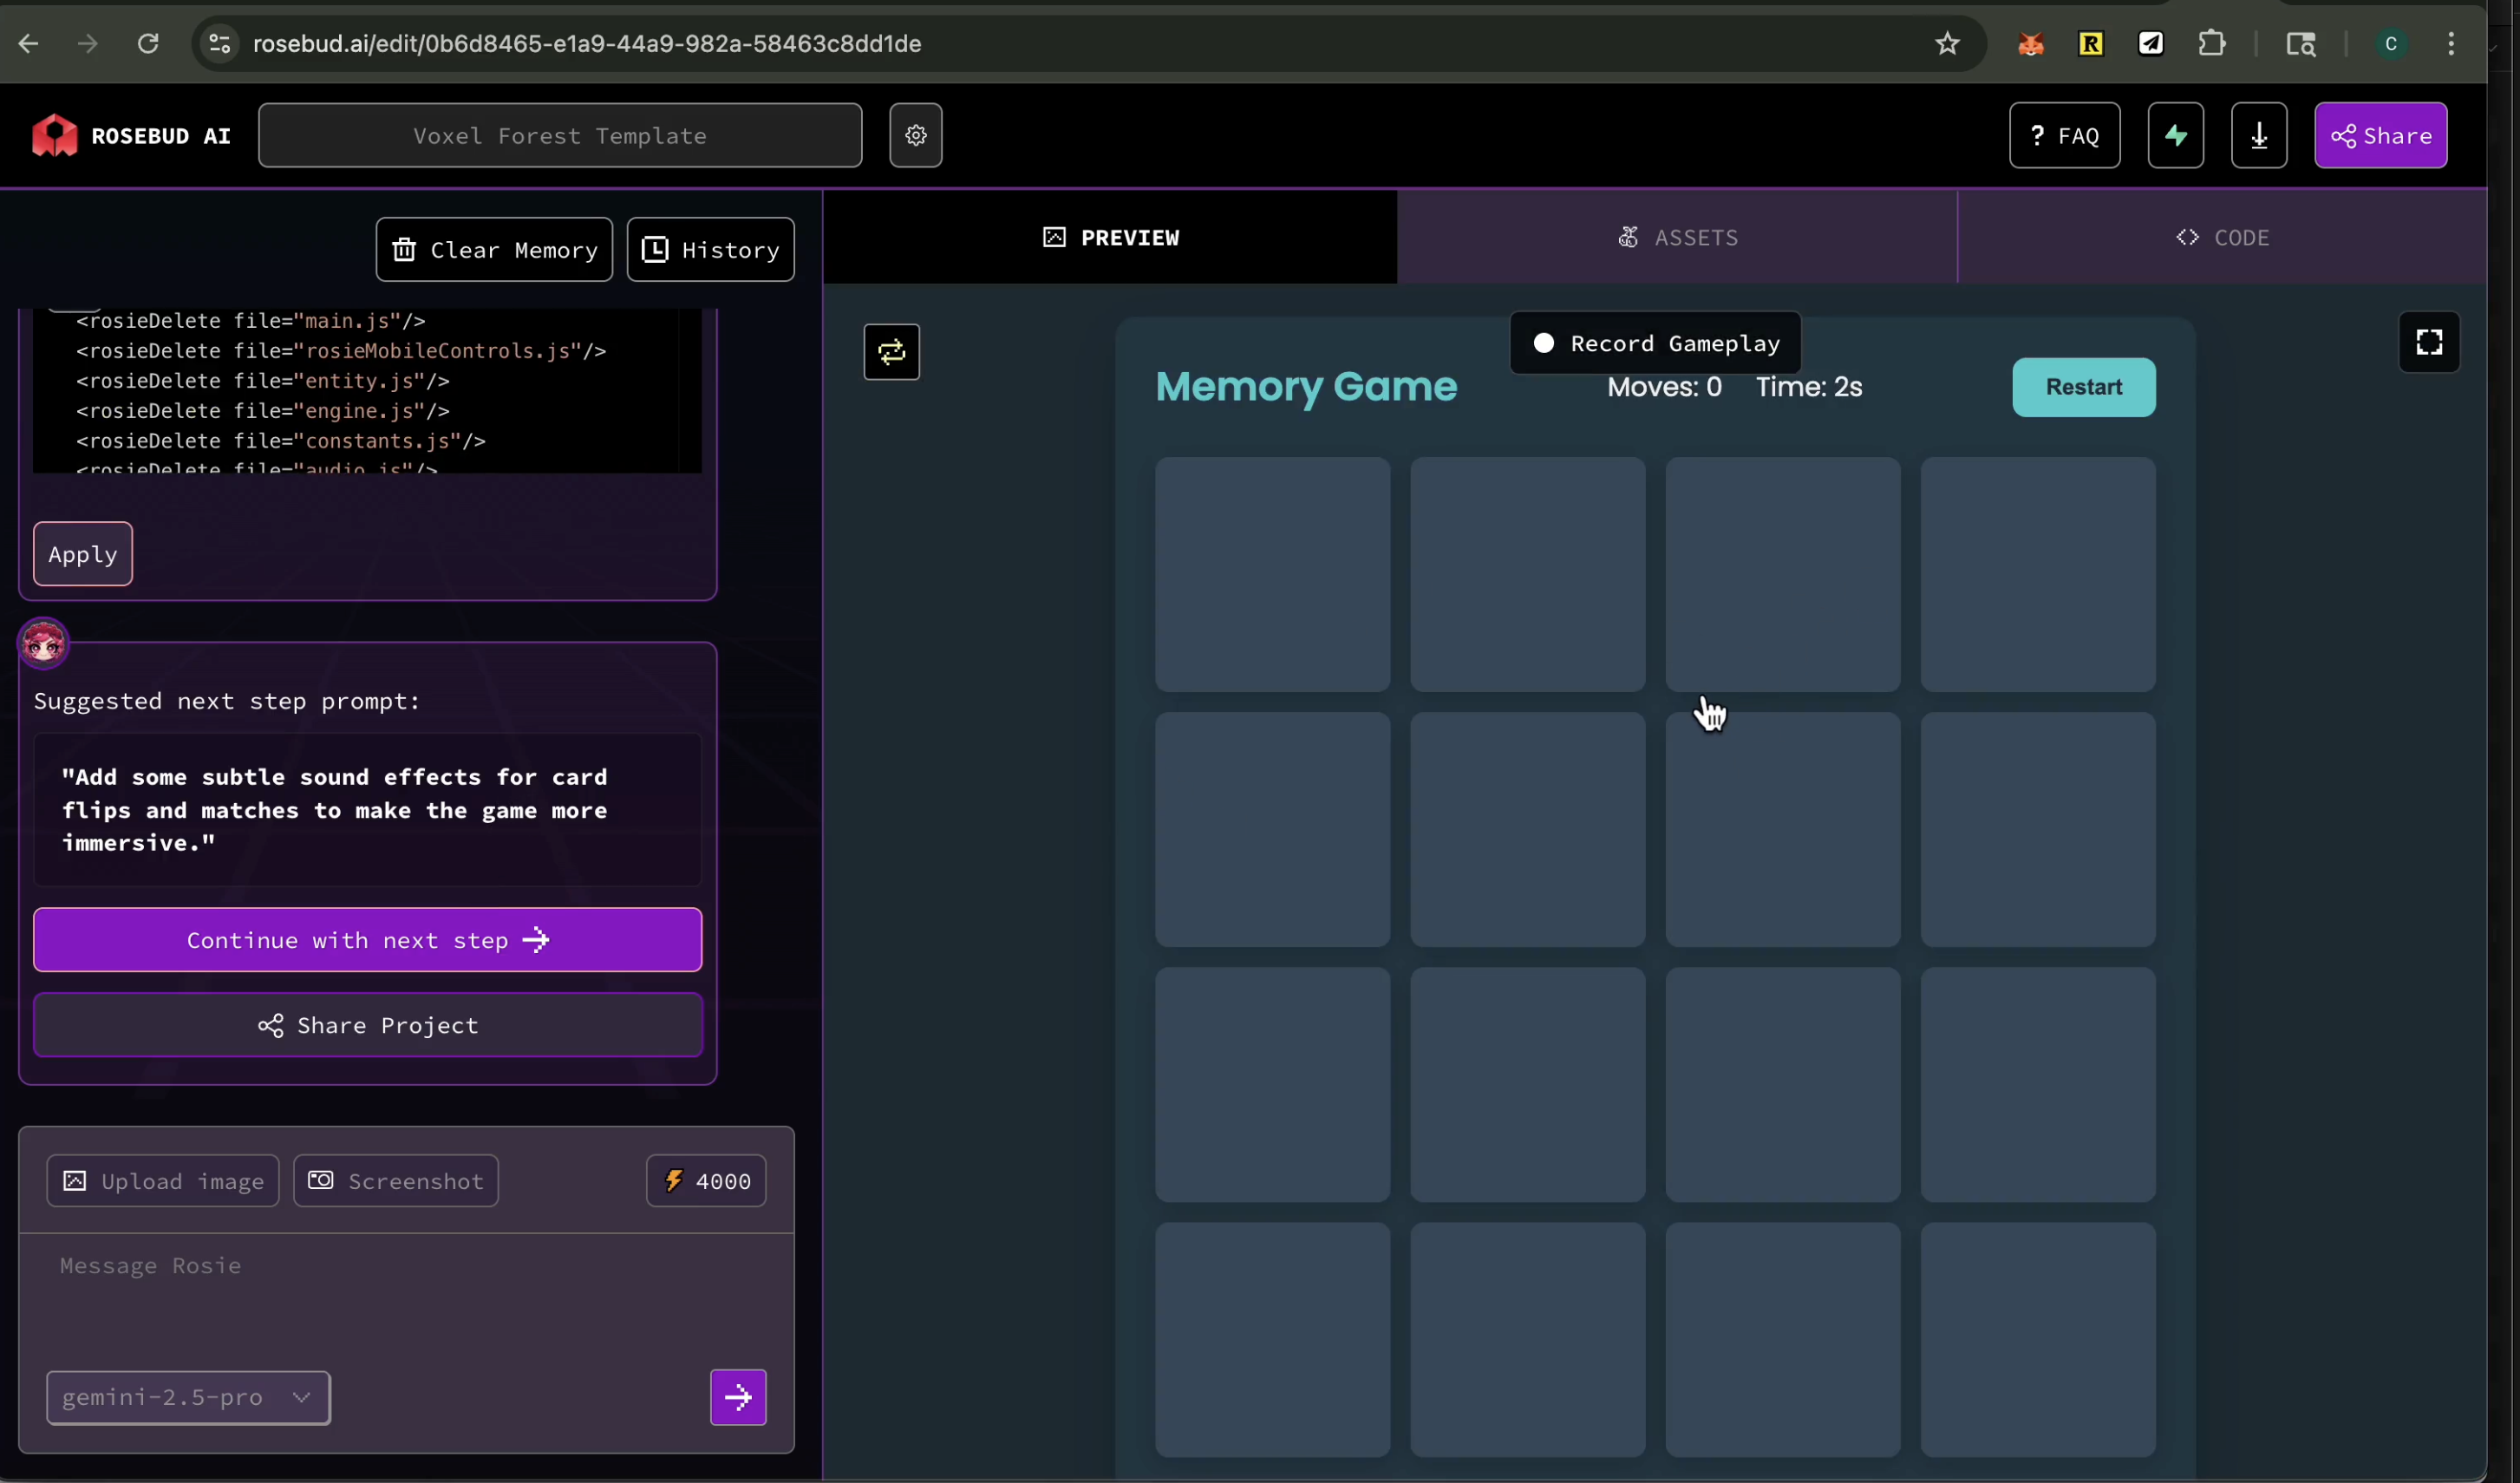 rosebud.ai/edit/0b6d8465-e1a9-44a9-982a-58463c8dd1de
R
C
ROSEBUD AI
Voxel Forest Template
? FAQ
Share
Clear Memory
History
PREVIEW
ASSETS
CODE
<rosieDelete file="main.js"/>
<rosieDelete file="rosieMobileControls.js"/>
<rosieDelete file="entity.js"/>
<rosieDelete file="engine.js"/>
<rosieDelete file="constants.js"/>
<rosieDelete file="audio.js"/>
Apply
Suggested next step prompt:
"Add some subtle sound effects for card
flips and matches to make the game more
immersive."
Continue with next step
Share Project
Upload image
Screenshot
4000
Message Rosie
gemini-2.5-pro
Record Gameplay
Memory Game
Moves: 0
Time: 2s
Restart